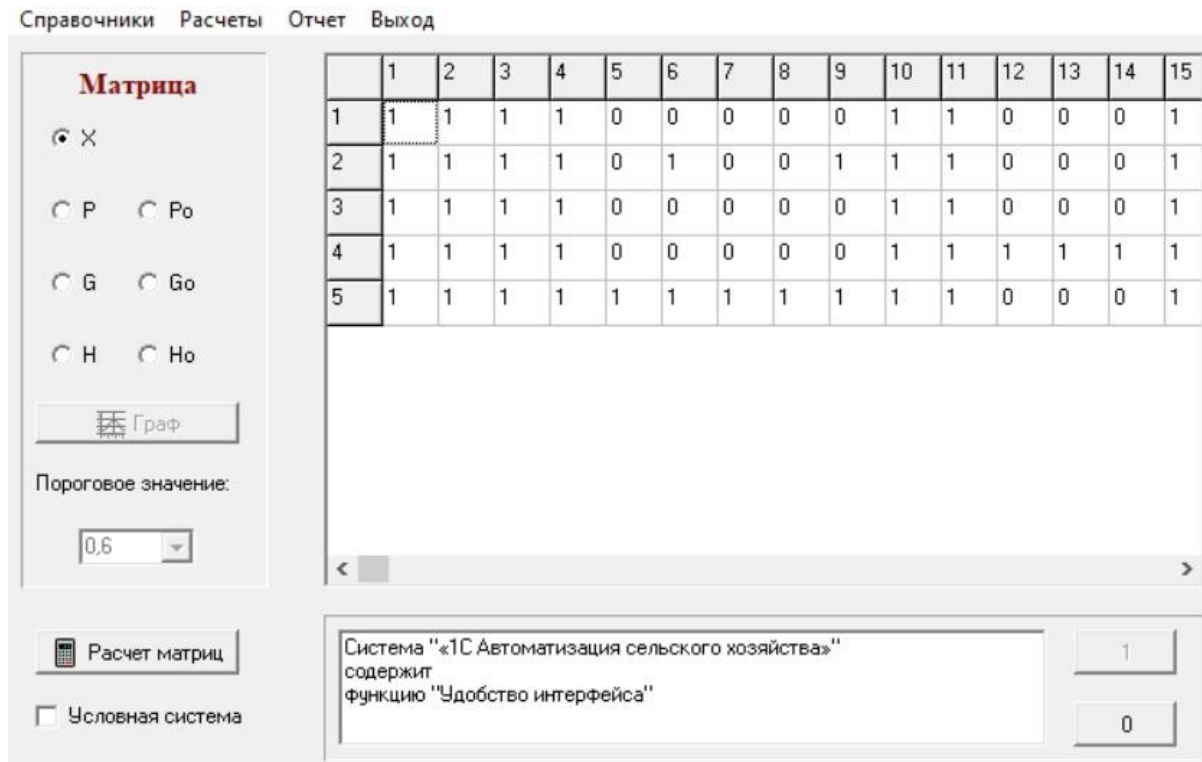 Справочники Расчеты Отчет Выход
Матрица
X
P Po
G Go
H Ho
Граф
Пороговое значение:
0,6
Расчет матриц
Условная система
1 2 3 4 5 6 7 8 9 10 11 12 13 14 15
1 1 1 1 1 0 0 0 0 0 1 1 0 0 0 1
2 1 1 1 1 0 1 0 0 1 1 1 0 0 0 1
3 1 1 1 1 0 0 0 0 0 1 1 0 0 0 1
4 1 1 1 1 0 0 0 0 0 1 1 1 1 1 1
5 1 1 1 1 1 1 1 1 1 1 1 0 0 0 1
Система "«1С Автоматизация сельского хозяйства»"
содержит
функцию "Удобство интерфейса"
1
0